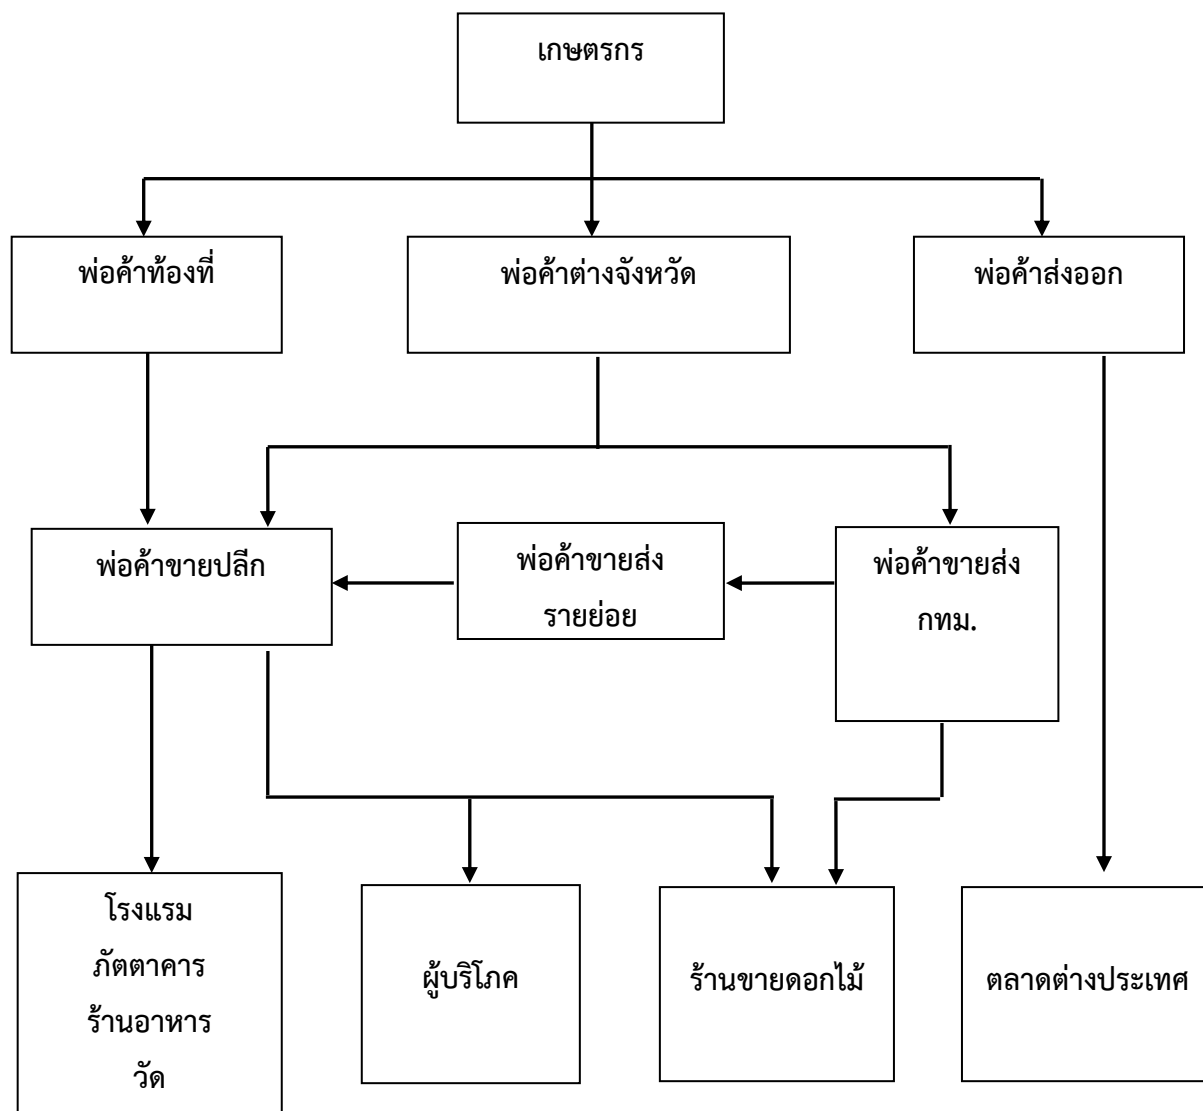 เกษตรกร
พ่อค้าท้องที่
พ่อค้าต่างจังหวัด
พ่อค้าส่งออก
พ่อค้าขายปลีก
พ่อค้าขายส่ง
รายย่อย
พ่อค้าขายส่ง
กทม.
โรงแรม
ภัตตาคาร
ร้านอาหาร
วัด
ผู้บริโภค
ร้านขายดอกไม้
ตลาดต่างประเทศ